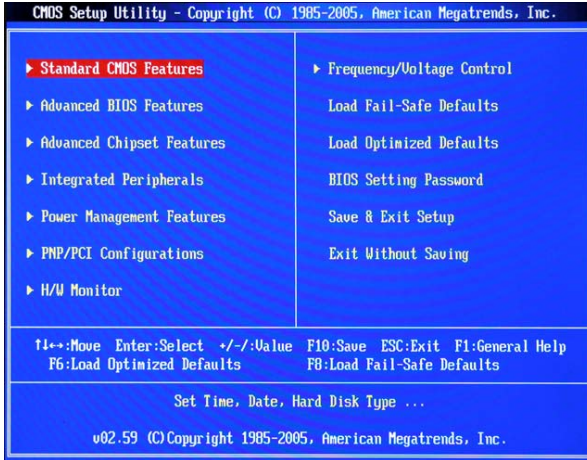 CMOS Setup Utility - Copyright (C) 1985-2005, American Megatrends, Inc.
▶ Standard CMOS Features
▶ Advanced BIOS Features
▶ Advanced Chipset Features
▶ Integrated Peripherals
▶ Power Management Features
▶ PNP/PCI Configurations
▶ H/W Monitor
▶ Frequency/Voltage Control
Load Fail-Safe Defaults
Load Optimized Defaults
BIOS Setting Password
Save & Exit Setup
Exit Without Saving
↑↓←→:Move Enter:Select +/-/:Value F10:Save ESC:Exit F1:General Help
F6:Load Optimized Defaults F8:Load Fail-Safe Defaults
Set Time, Date, Hard Disk Type ...
v02.59 (C)Copyright 1985-2005, American Megatrends, Inc.